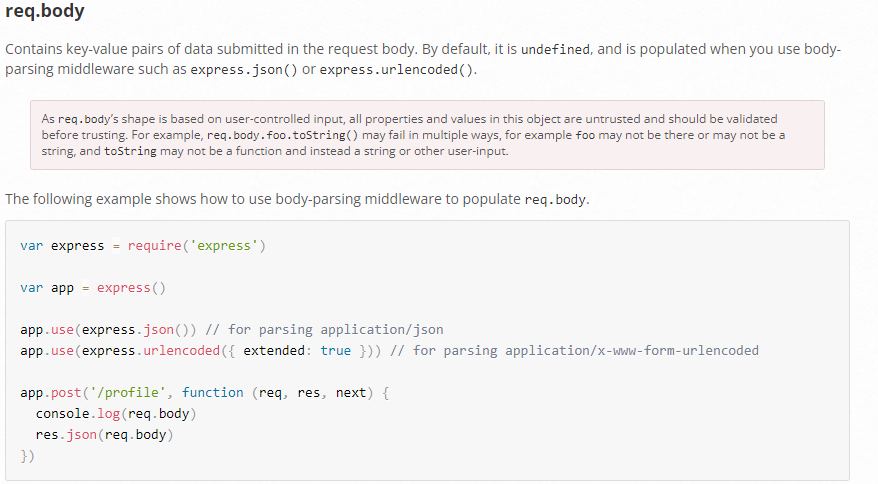 req.body
Contains key-value pairs of data submitted in the request body. By default, it is undefined, and is populated when you use body-
parsing middleware such as express.json() or express.urlencoded().
As req.body’s shape is based on user-controlled input, all properties and values in this object are untrusted and should be validated
before trusting. For example, req.body.foo.toString() may fail in multiple ways, for example foo may not be there or may not be a
string, and toString may not be a function and instead a string or other user-input.
The following example shows how to use body-parsing middleware to populate req.body.
var express = require('express')
var app = express()
app.use(express.json()) // for parsing application/json
app.use(express.urlencoded({ extended: true })) // for parsing application/x-www-form-urlencoded
app.post('/profile', function (req, res, next) {
  console.log(req.body)
  res.json(req.body)
})